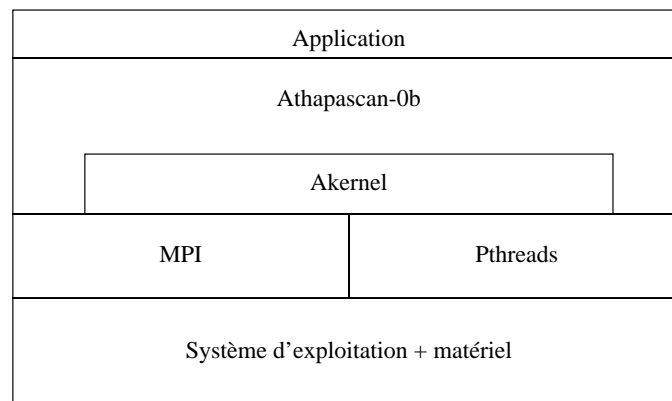 Application
Athapascan-0b
Akernel
MPI
Pthreads
Système d’exploitation + matériel